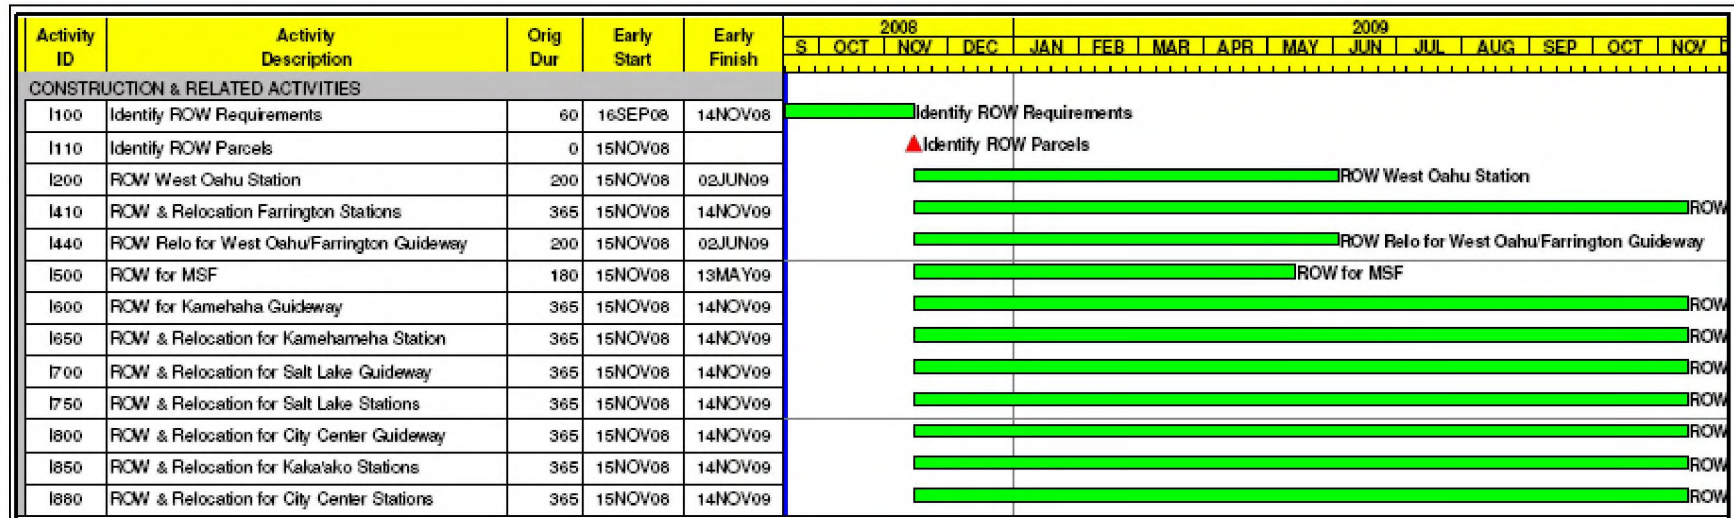 Activity ID Activity Description Orig Dur Early Start Early Finish 2008 2009
S OCT NOV DEC JAN FEB MAR APR MAY JUN JUL AUG SEP OCT NOV
CONSTRUCTION & RELATED ACTIVITIES
I100 Identify ROW Requirements 60 16SEP08 14NOV08 Identify ROW Requirements
I110 Identify ROW Parcels 0 15NOV08 Identify ROW Parcels
I200 ROW West Oahu Station 200 15NOV08 02JUN09 ROW West Oahu Station
I410 ROW & Relocation Farrington Stations 365 15NOV08 14NOV09 ROW
I440 ROW Relo for West Oahu/Farrington Guideway 200 15NOV08 02JUN09 ROW Relo for West Oahu/Farrington Guideway
I500 ROW for MSF 180 15NOV08 13MAY09 ROW for MSF
I600 ROW for Kamehaha Guideway 365 15NOV08 14NOV09 ROW
I650 ROW & Relocation for Kamehameha Station 365 15NOV08 14NOV09 ROW
I700 ROW & Relocation for Salt Lake Guideway 365 15NOV08 14NOV09 ROW
I750 ROW & Relocation for Salt Lake Stations 365 15NOV08 14NOV09 ROW
I800 ROW & Relocation for City Center Guideway 365 15NOV08 14NOV09 ROW
I850 ROW & Relocation for Kaka'ako Stations 365 15NOV08 14NOV09 ROW
I880 ROW & Relocation for City Center Stations 365 15NOV08 14NOV09 ROW